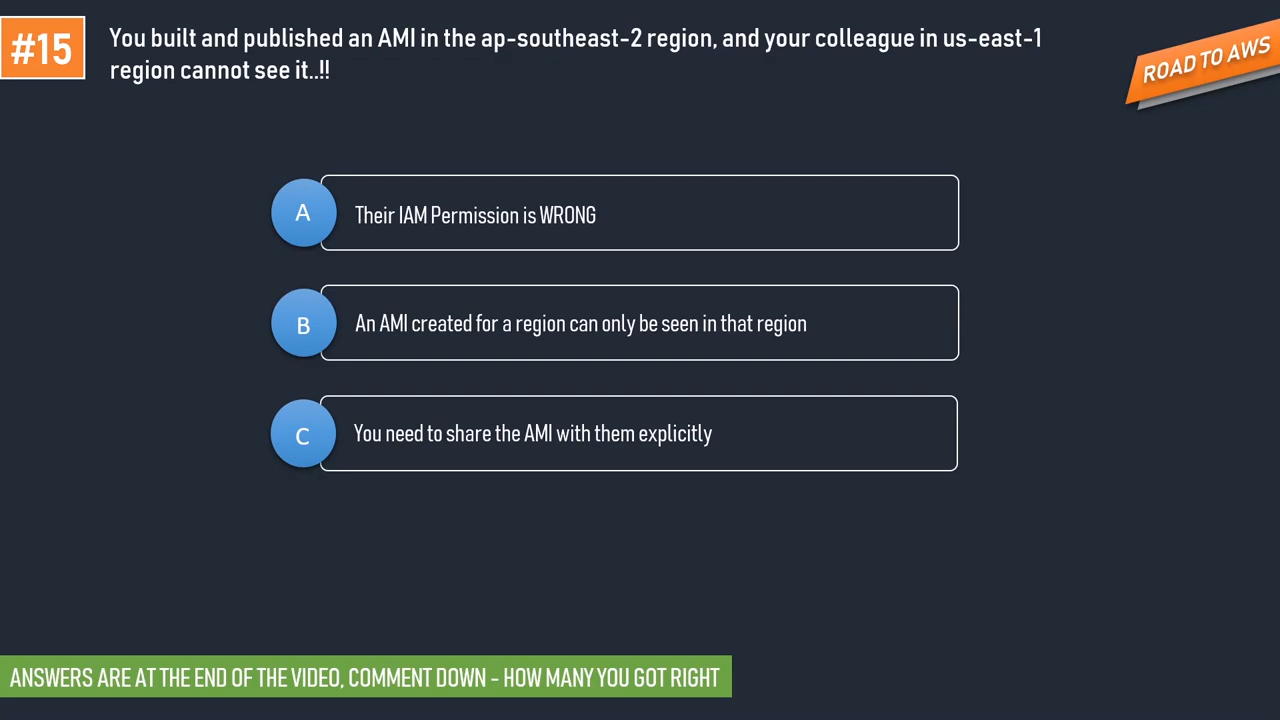 #15
You built and published an AMI in the ap-southeast-2 region, and your colleague in us-east-1
region cannot see it..!!
ROAD TO AWS
A
Their IAM Permission is WRONG
B
An AMI created for a region can only be seen in that region
C
You need to share the AMI with them explicitly
ANSWERS ARE AT THE END OF THE VIDEO, COMMENT DOWN - HOW MANY YOU GOT RIGHT